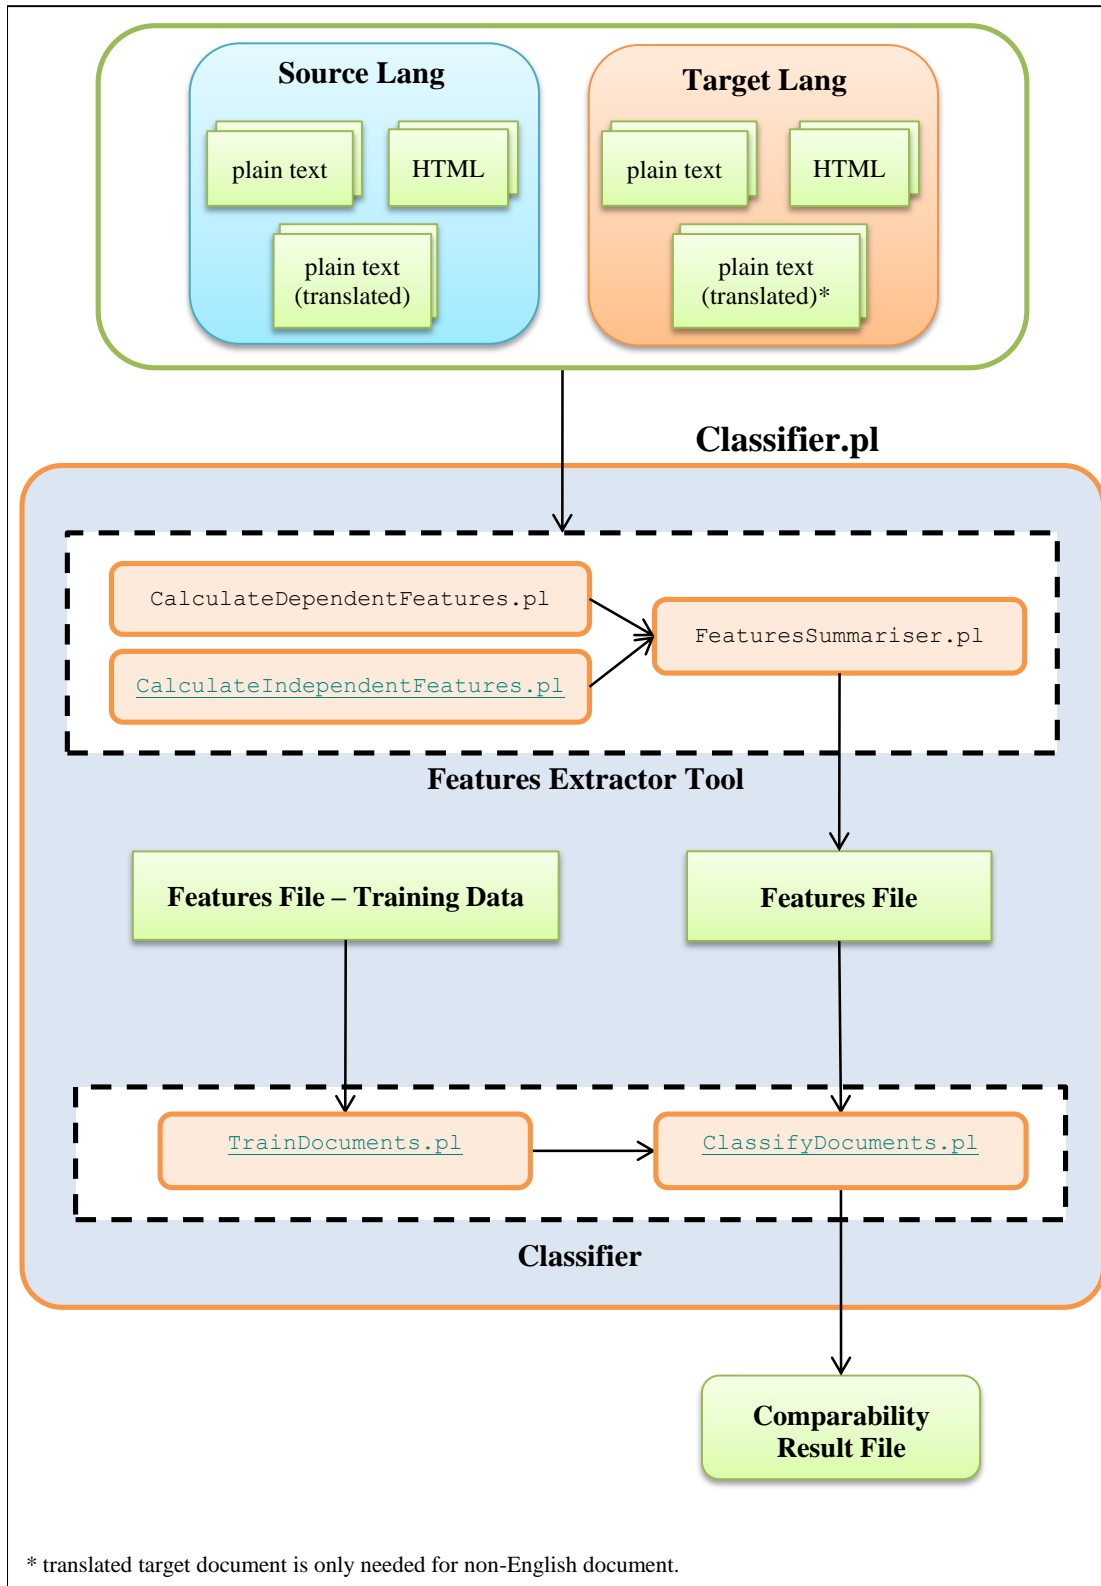 Source Lang
plain text
HTML
plain text
(translated)
Target Lang
plain text
HTML
plain text
(translated)*
Classifier.pl
CalculateDependentFeatures.pl
CalculateIndependentFeatures.pl
FeaturesSummariser.pl
Features Extractor Tool
Features File – Training Data
Features File
TrainDocuments.pl
ClassifyDocuments.pl
Classifier
Comparability
Result File
* translated target document is only needed for non-English document.